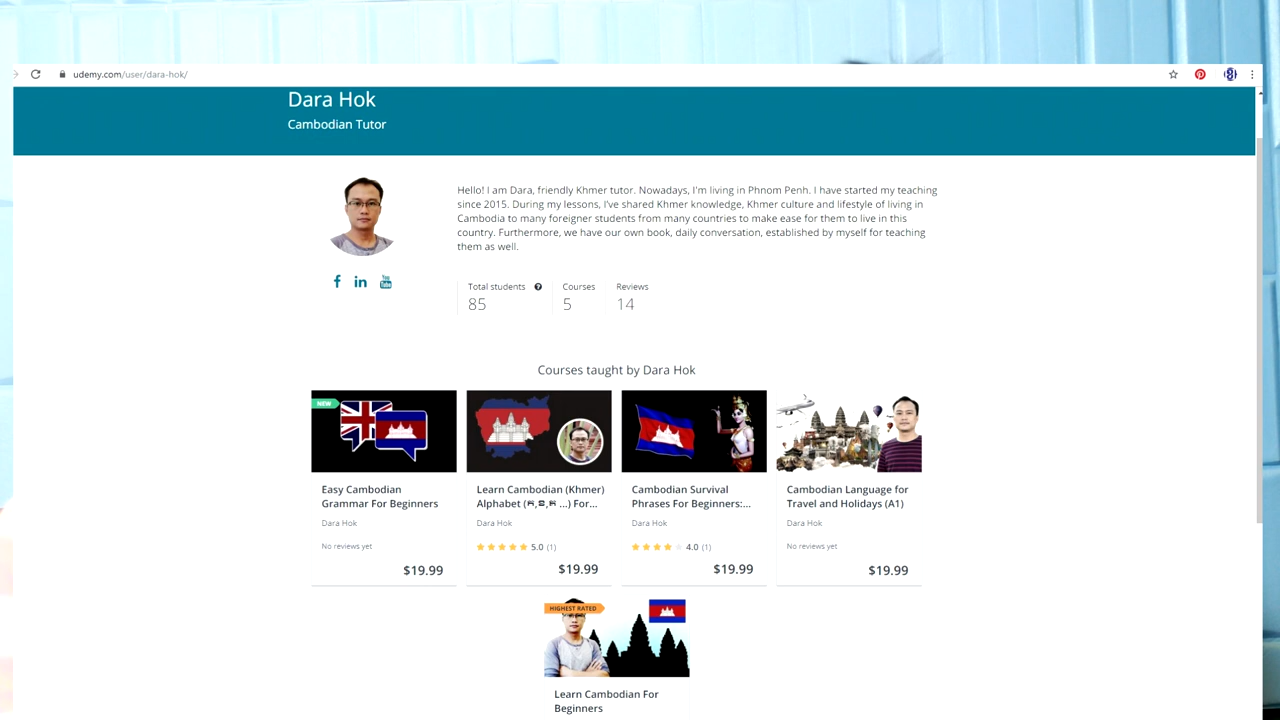 udemy.com/user/dara-hok/
Dara Hok
Cambodian Tutor
Hello! I am Dara, friendly Khmer tutor. Nowadays, I'm living in Phnom Penh. I have started my teaching
since 2015. During my lessons, I've shared Khmer knowledge, Khmer culture and lifestyle of living in
Cambodia to many foreigner students from many countries to make ease for them to live in this
country. Furthermore, we have our own book, daily conversation, established by myself for teaching
them as well.
Total students
Courses
Reviews
85
5
14
Courses taught by Dara Hok
NEW
Easy Cambodian
Grammar For Beginners
Dara Hok
No reviews yet
$19.99
Learn Cambodian (Khmer)
Alphabet (ក,ខ,គ ...) For...
Dara Hok
5.0 (1)
$19.99
Cambodian Survival
Phrases For Beginners:...
Dara Hok
4.0 (1)
$19.99
Cambodian Language for
Travel and Holidays (A1)
Dara Hok
No reviews yet
$19.99
HIGHEST RATED
Learn Cambodian For
Beginners